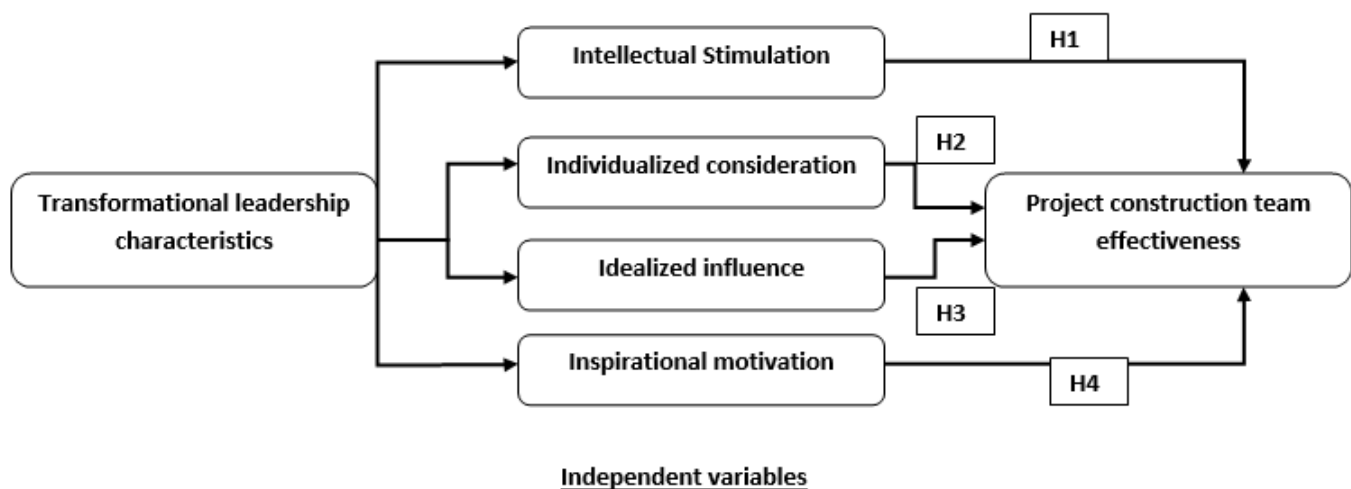 Intellectual Stimulation
H1
Individualized consideration
H2
Transformational leadership
characteristics
Project construction team
effectiveness
Idealized influence
H3
Inspirational motivation
H4
Independent variables